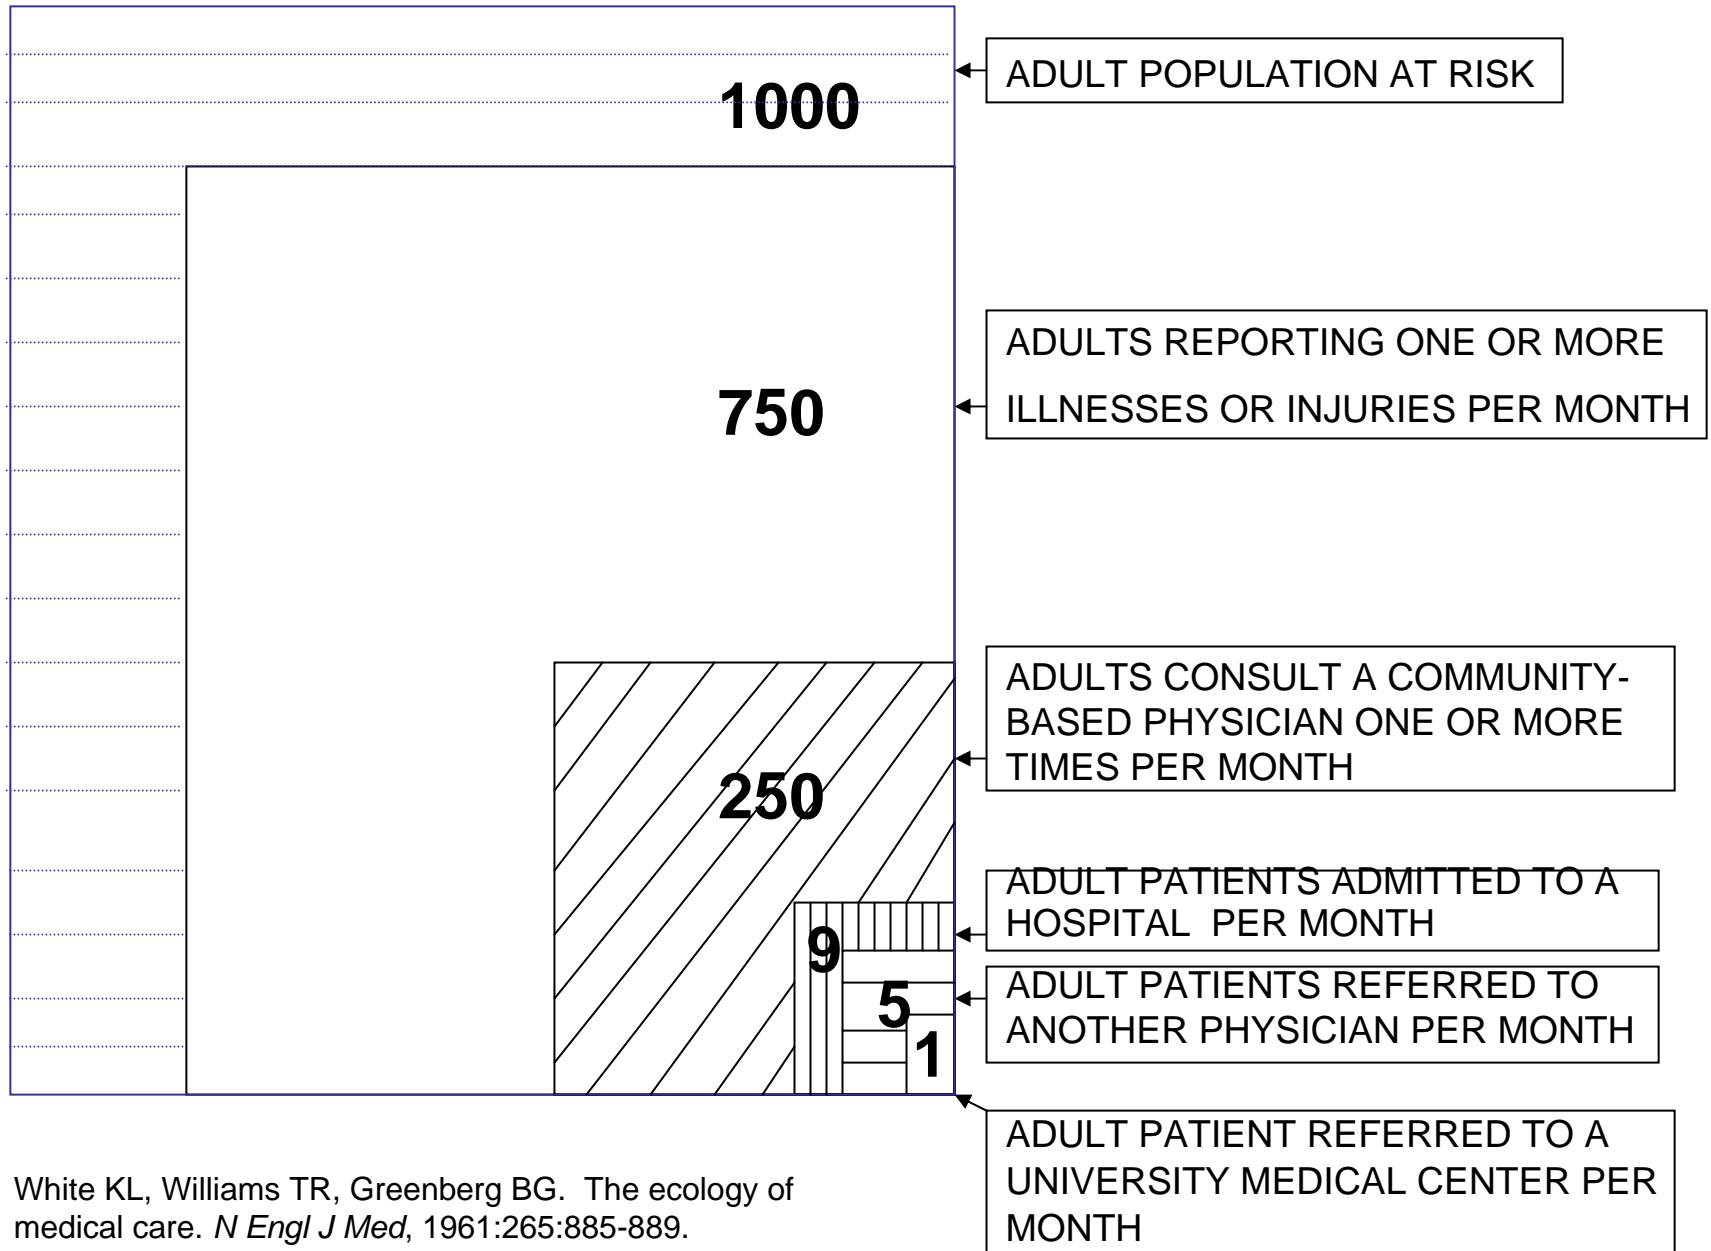 1000
ADULT POPULATION AT RISK
750
ADULTS REPORTING ONE OR MORE
ILLNESSES OR INJURIES PER MONTH
250
ADULTS CONSULT A COMMUNITY-
BASED PHYSICIAN ONE OR MORE
TIMES PER MONTH
9
ADULT PATIENTS ADMITTED TO A
HOSPITAL PER MONTH
5
ADULT PATIENTS REFERRED TO
ANOTHER PHYSICIAN PER MONTH
1
ADULT PATIENT REFERRED TO A
UNIVERSITY MEDICAL CENTER PER
MONTH
White KL, Williams TR, Greenberg BG. The ecology of
medical care. N Engl J Med, 1961:265:885-889.